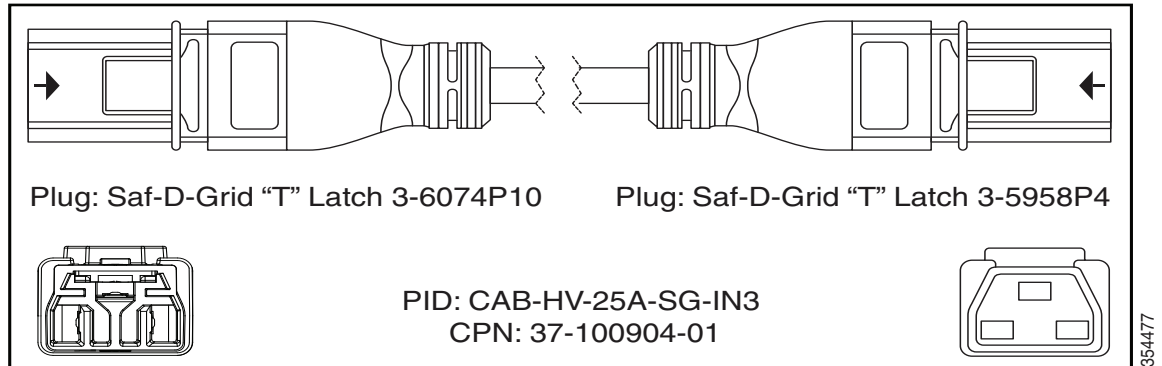 Plug: Saf-D-Grid “T” Latch 3-6074P10
Plug: Saf-D-Grid “T” Latch 3-5958P4
PID: CAB-HV-25A-SG-IN3
CPN: 37-100904-01
354477